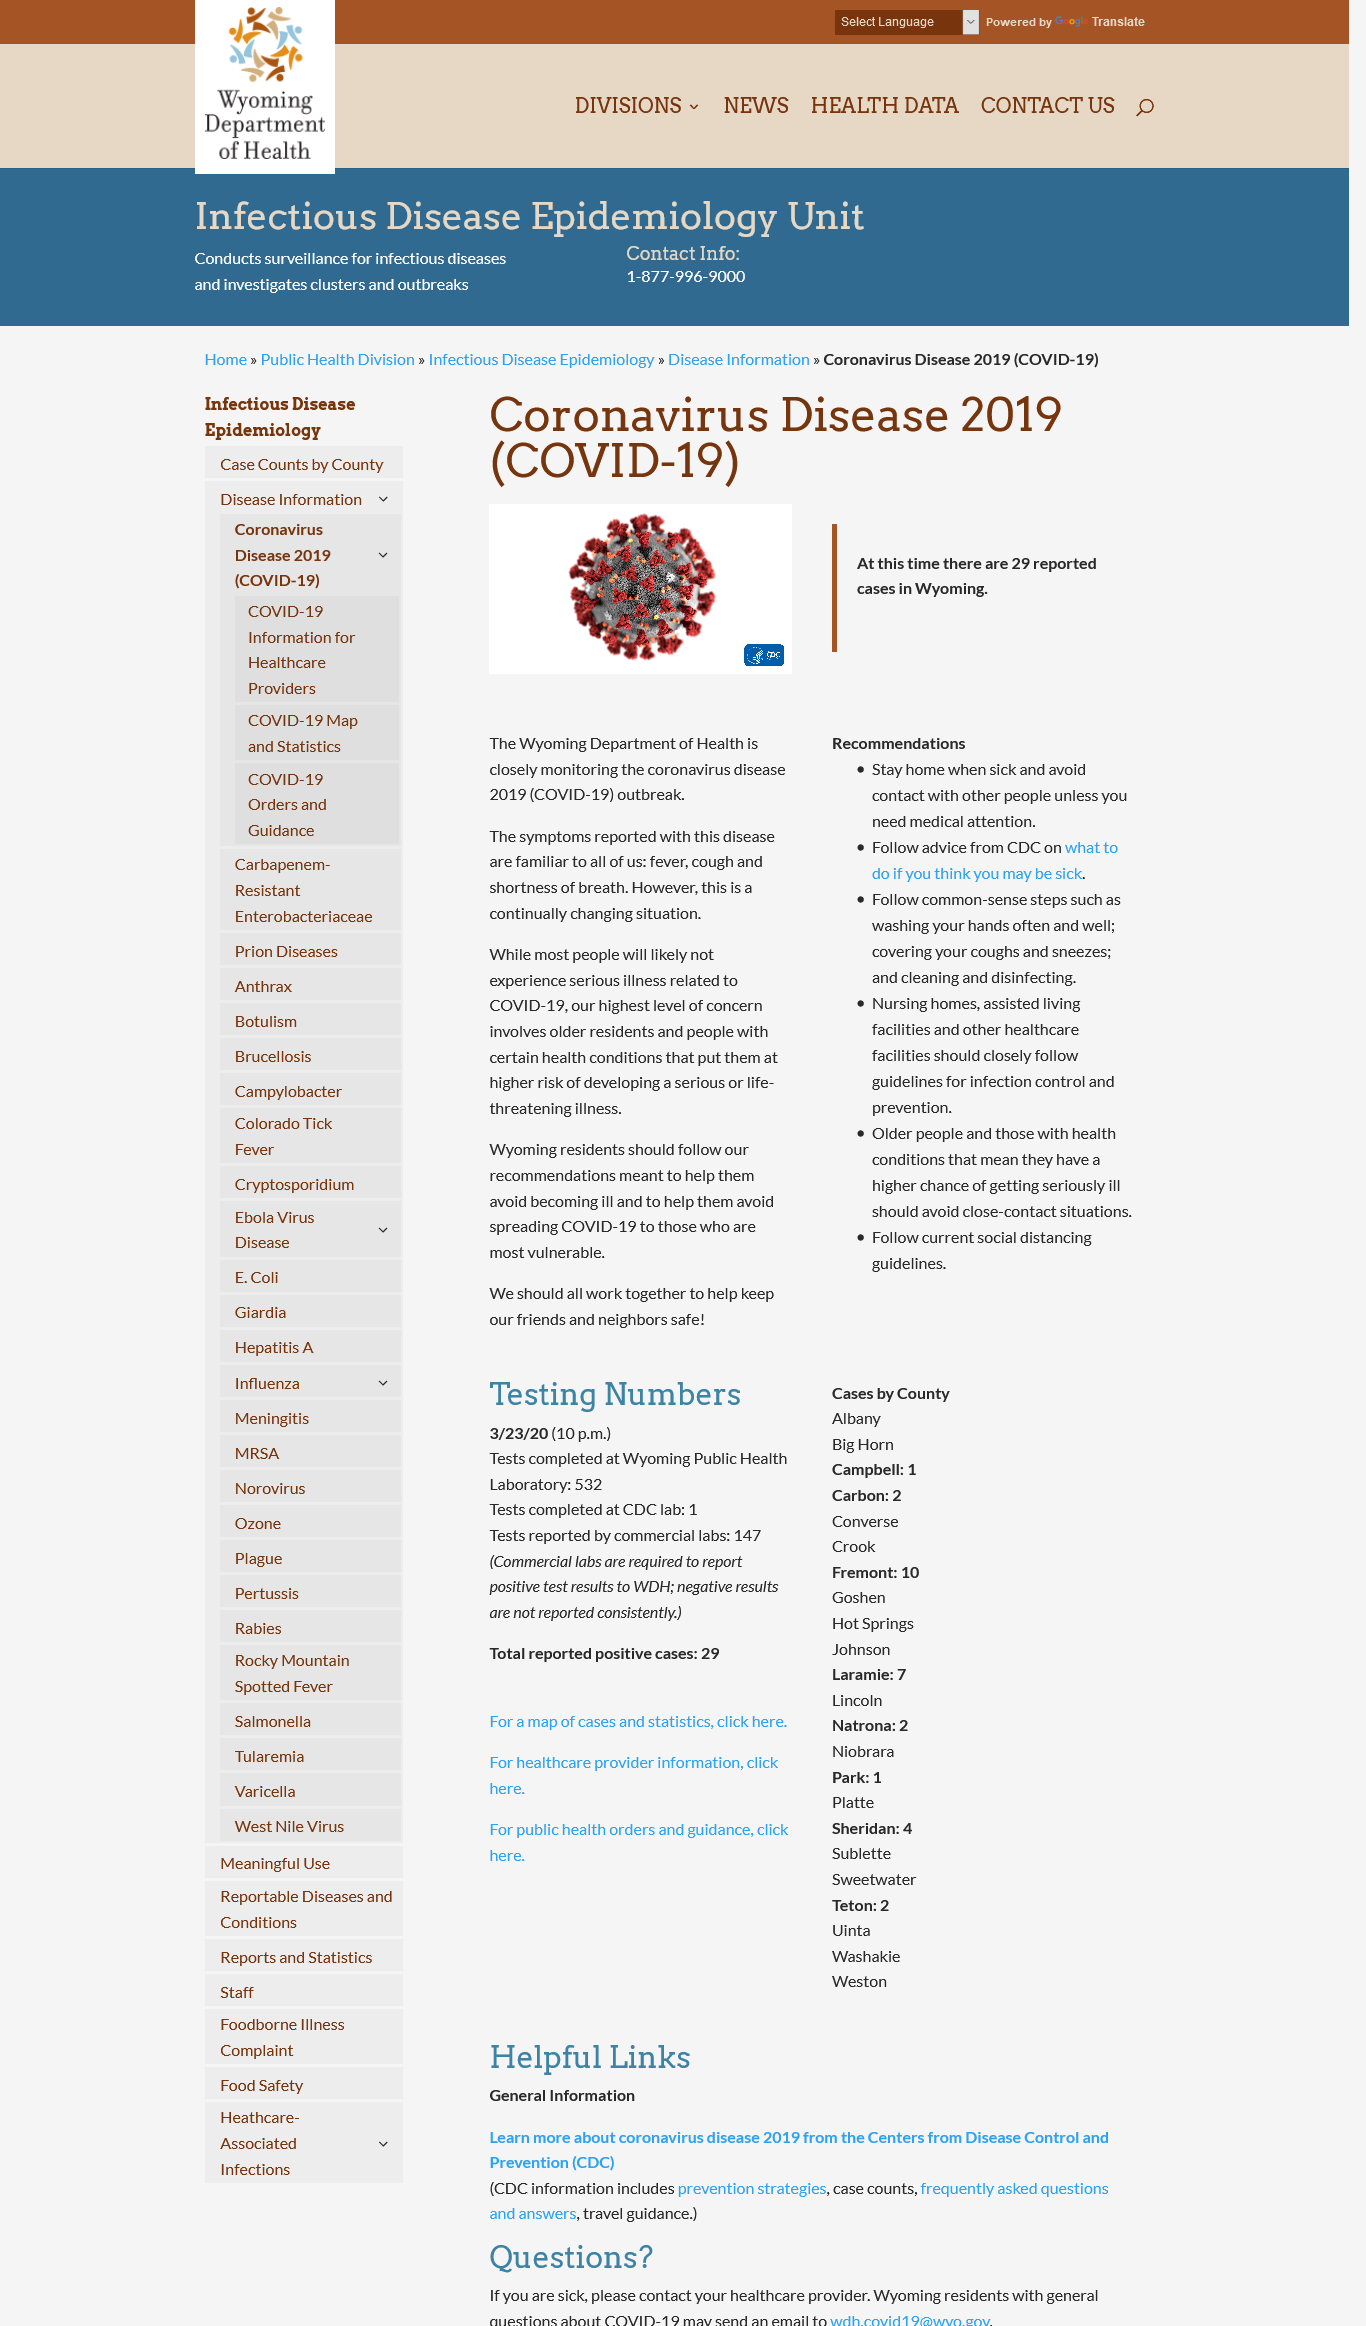 Select Language
Powered by Google Translate
Wyoming
Department
of Health
DIVISIONS
NEWS
HEALTH DATA
CONTACT US
Infectious Disease Epidemiology Unit
Conducts surveillance for infectious diseases
and investigates clusters and outbreaks
Contact Info:
1-877-996-9000
Home » Public Health Division » Infectious Disease Epidemiology » Disease Information » Coronavirus Disease 2019 (COVID-19)
Infectious Disease
Epidemiology
Case Counts by County
Disease Information
Coronavirus
Disease 2019
(COVID-19)
COVID-19
Information for
Healthcare
Providers
COVID-19 Map
and Statistics
COVID-19
Orders and
Guidance
Carbapenem-
Resistant
Enterobacteriaceae
Prion Diseases
Anthrax
Botulism
Brucellosis
Campylobacter
Colorado Tick
Fever
Cryptosporidium
Ebola Virus
Disease
E. Coli
Giardia
Hepatitis A
Influenza
Meningitis
MRSA
Norovirus
Ozone
Plague
Pertussis
Rabies
Rocky Mountain
Spotted Fever
Salmonella
Tularemia
Varicella
West Nile Virus
Meaningful Use
Reportable Diseases and
Conditions
Reports and Statistics
Staff
Foodborne Illness
Complaint
Food Safety
Heathcare-
Associated
Infections
Coronavirus Disease 2019
(COVID-19)
CDC
At this time there are 29 reported
cases in Wyoming.
The Wyoming Department of Health is
closely monitoring the coronavirus disease
2019 (COVID-19) outbreak.
The symptoms reported with this disease
are familiar to all of us: fever, cough and
shortness of breath. However, this is a
continually changing situation.
While most people will likely not
experience serious illness related to
COVID-19, our highest level of concern
involves older residents and people with
certain health conditions that put them at
higher risk of developing a serious or life-
threatening illness.
Wyoming residents should follow our
recommendations meant to help them
avoid becoming ill and to help them avoid
spreading COVID-19 to those who are
most vulnerable.
We should all work together to help keep
our friends and neighbors safe!
Recommendations
• Stay home when sick and avoid
contact with other people unless you
need medical attention.
• Follow advice from CDC on what to
do if you think you may be sick.
• Follow common-sense steps such as
washing your hands often and well;
covering your coughs and sneezes;
and cleaning and disinfecting.
• Nursing homes, assisted living
facilities and other healthcare
facilities should closely follow
guidelines for infection control and
prevention.
• Older people and those with health
conditions that mean they have a
higher chance of getting seriously ill
should avoid close-contact situations.
• Follow current social distancing
guidelines.
Testing Numbers
3/23/20 (10 p.m.)
Tests completed at Wyoming Public Health
Laboratory: 532
Tests completed at CDC lab: 1
Tests reported by commercial labs: 147
(Commercial labs are required to report
positive test results to WDH; negative results
are not reported consistently.)
Total reported positive cases: 29
For a map of cases and statistics, click here.
For healthcare provider information, click
here.
For public health orders and guidance, click
here.
Cases by County
Albany
Big Horn
Campbell: 1
Carbon: 2
Converse
Crook
Fremont: 10
Goshen
Hot Springs
Johnson
Laramie: 7
Lincoln
Natrona: 2
Niobrara
Park: 1
Platte
Sheridan: 4
Sublette
Sweetwater
Teton: 2
Uinta
Washakie
Weston
Helpful Links
General Information
Learn more about coronavirus disease 2019 from the Centers from Disease Control and
Prevention (CDC)
(CDC information includes prevention strategies, case counts, frequently asked questions
and answers, travel guidance.)
Questions?
If you are sick, please contact your healthcare provider. Wyoming residents with general
questions about COVID-19 may send an email to wdh.covid19@wyo.gov.